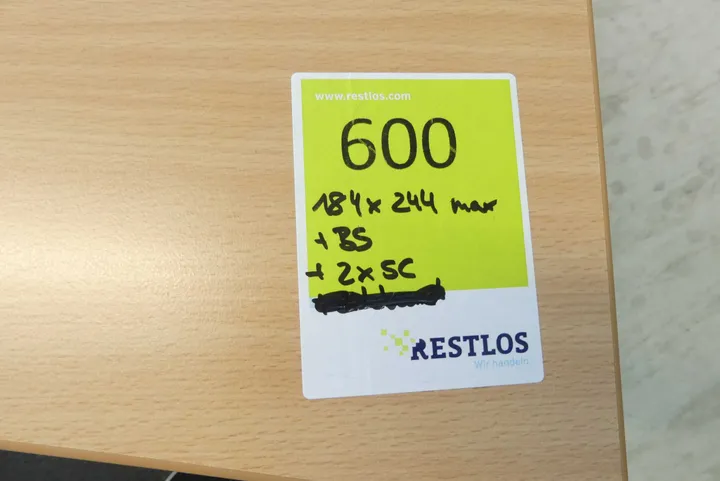 www.restlos.com
600
184 x 244 max
+ BS
+ 2 x SC
RESTLOS
Wir handeln